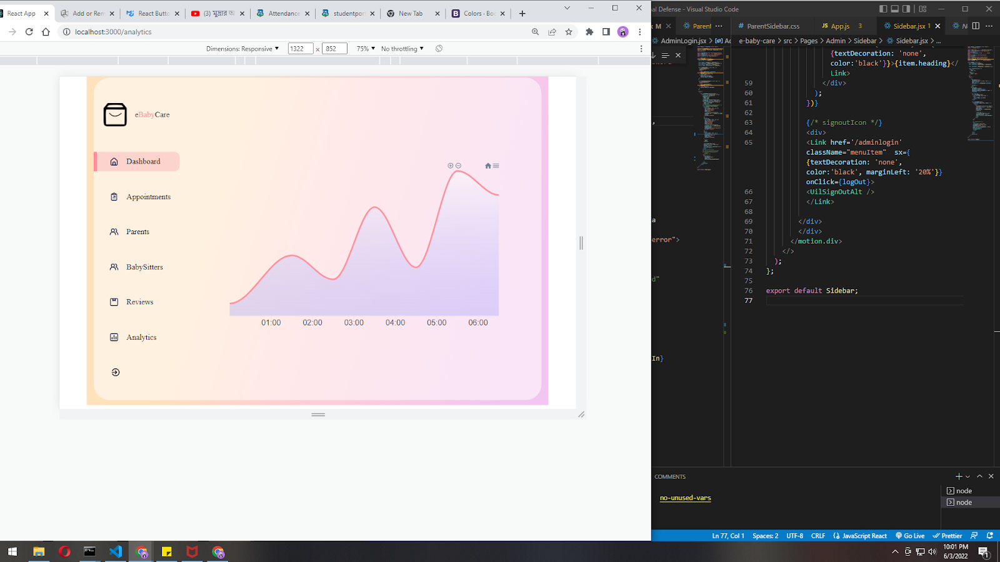 React App
Add or Rem
React Butto
(3) মুদ্রার অ
Attendance
studentpor
New Tab
Colors · Boo
localhost:3000/analytics
Dimensions: Responsive
1322 x 852
75%
No throttling
eBabyCare
Dashboard
Appointments
Parents
BabySitters
Reviews
Analytics
01:00 02:00 03:00 04:00 05:00 06:00
al Defense - Visual Studio Code
x M
Parent
ParentSidebar.css
JS App.js 3
Sidebar.jsx 1
AdminLogin.jsx > Ac
e-baby-care > src > Pages > Admin > Sidebar > Sidebar.jsx > ...
a
error">
d"
In}
{textDecoration: 'none',
color:'black'}}>{item.heading}</
Link>
59 </div>
60 );
61 })}
62
63 {/* signoutIcon */}
64 <div>
65 <Link href='/adminlogin'
className="menuItem" sx={
{textDecoration: 'none',
color:'black', marginLeft: '20%'}}
onClick={logOut}>
66 <UilSignOutAlt />
67 </Link>
68
69 </div>
70 </div>
71 </motion.div>
72 </>
73 );
74 };
75
76 export default Sidebar;
77
COMMENTS
no-unused-vars
node
node
Ln 77, Col 1 Spaces: 2 UTF-8 CRLF JavaScript React Go Live Prettier
10:01 PM
6/3/2022
1